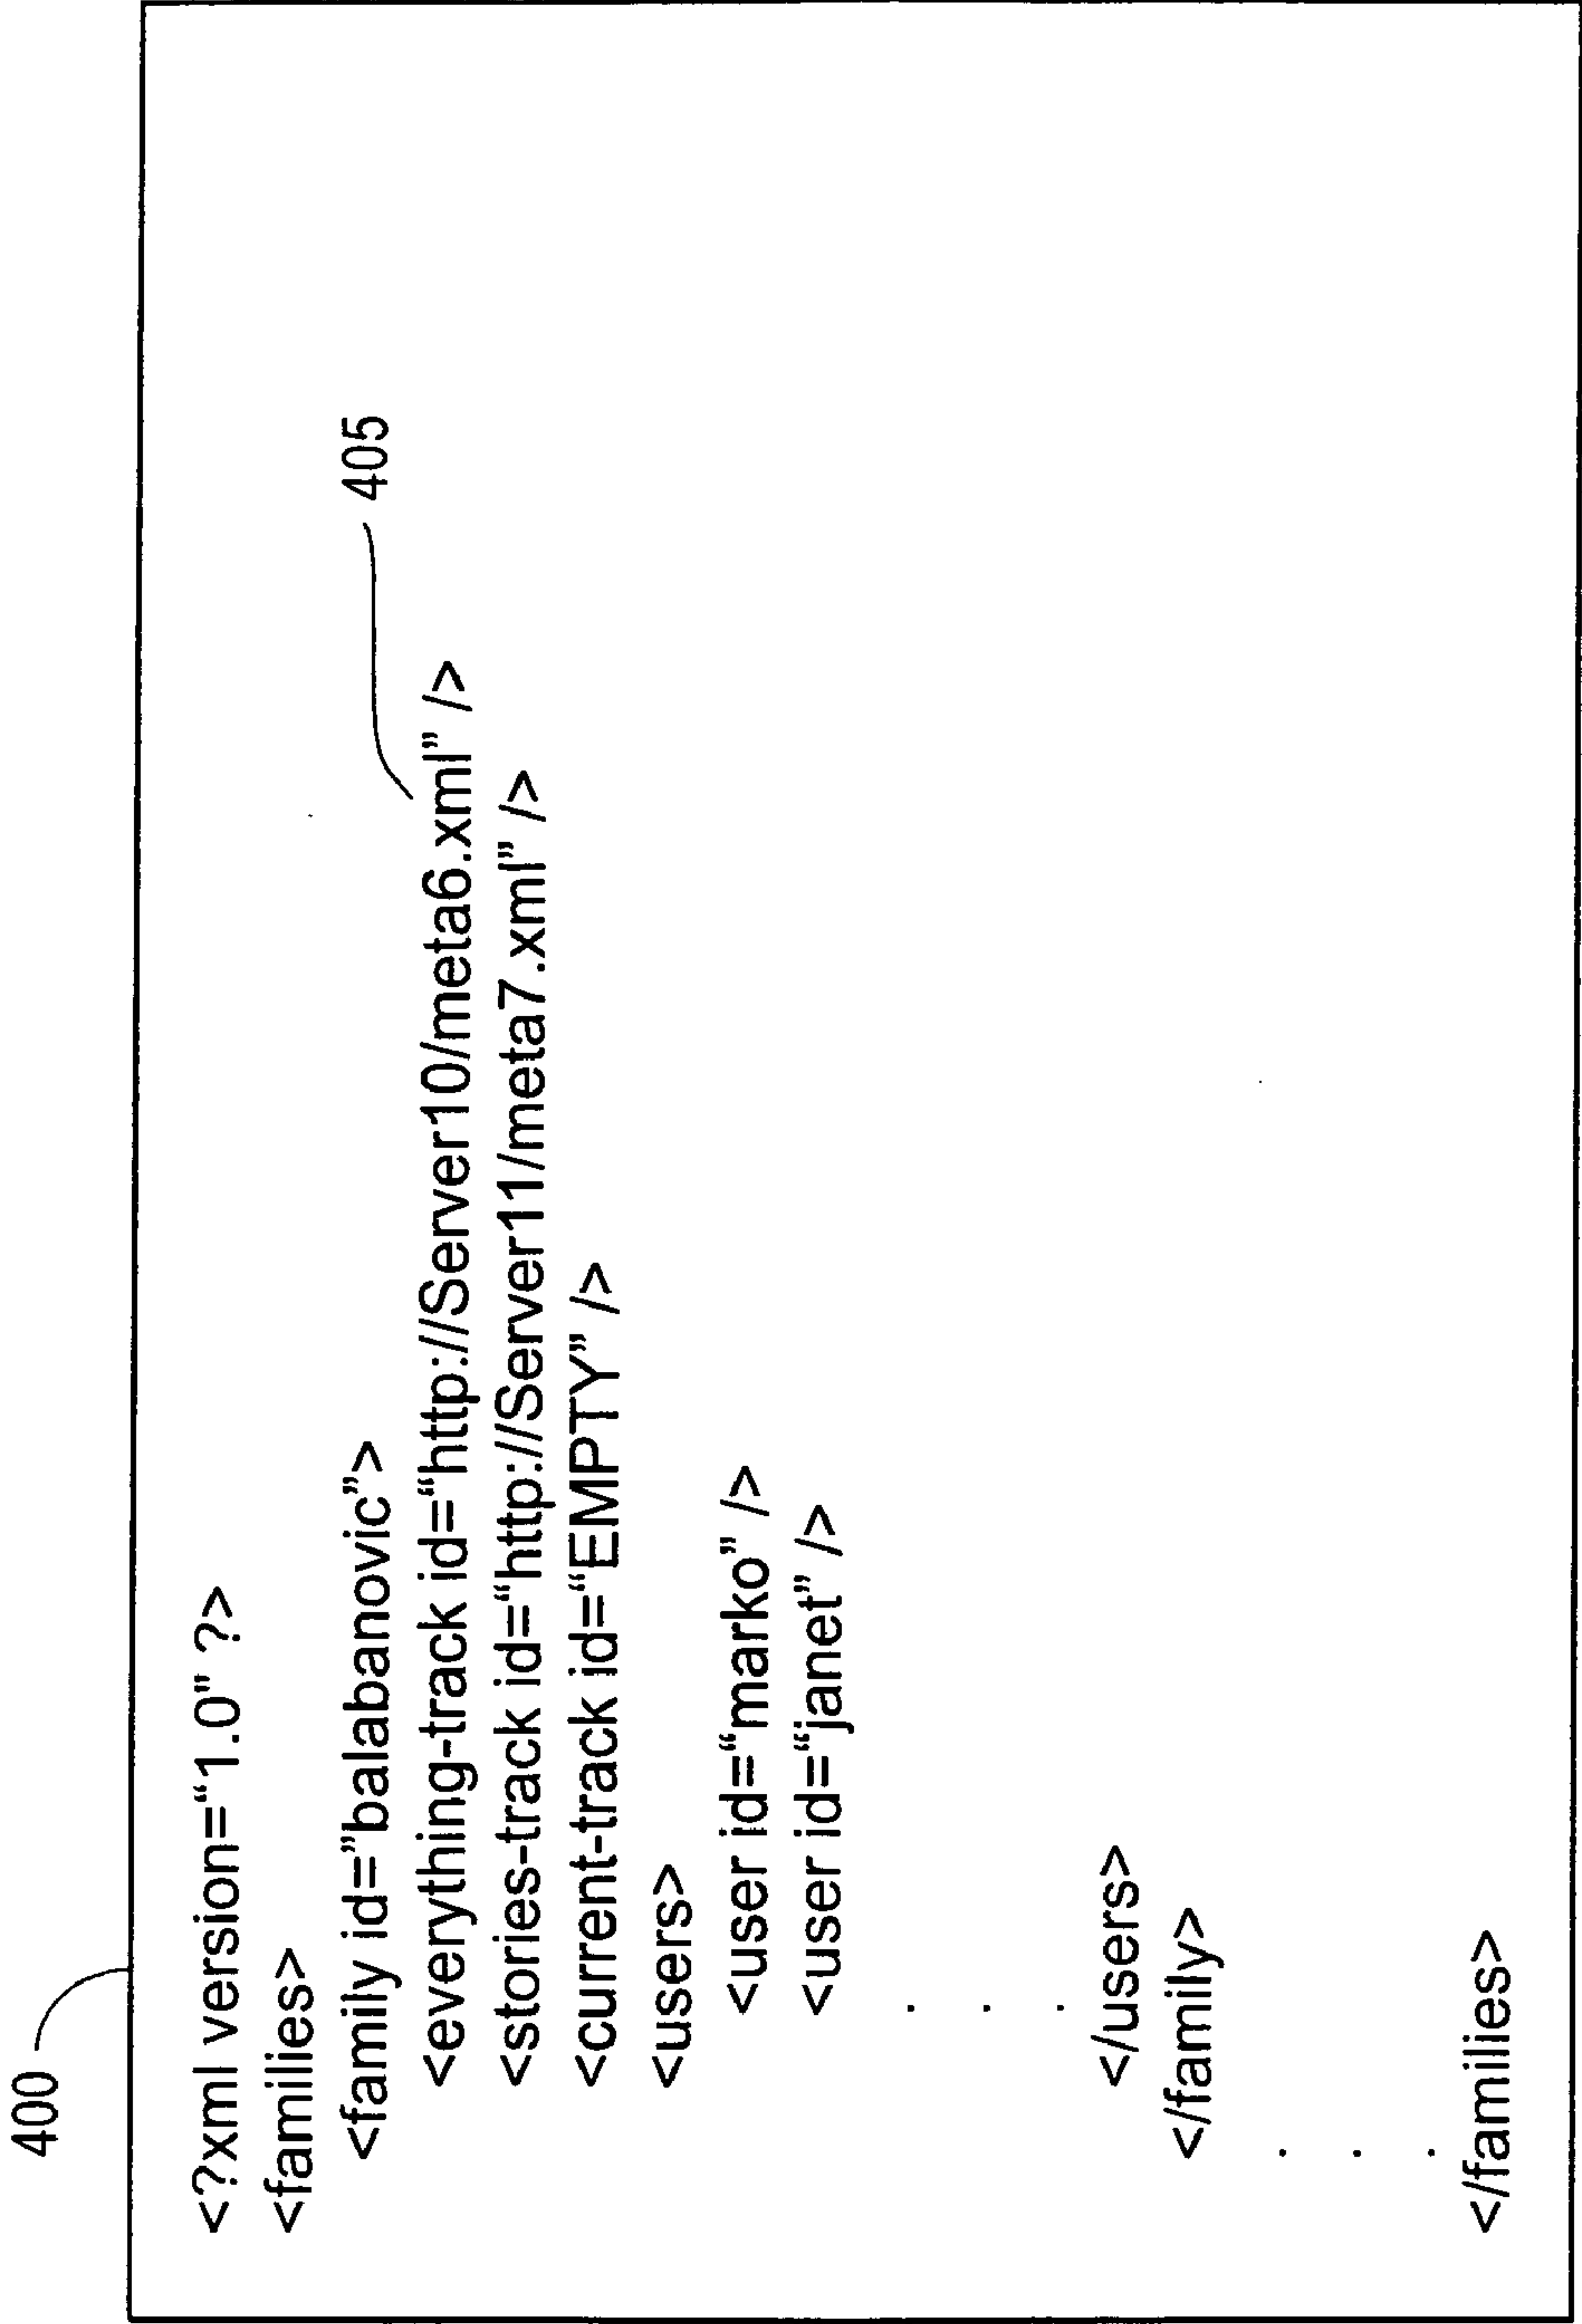 400
<?xml version=“1.0” ?>
<families>
<family id=”balabanovic”>
405
<everything-track id=“http://Server10/meta6.xml” />
<stories-track id=“http://Server11/meta7.xml” />
<current-track id=“EMPTY” />
<users>
<user id=“marko” />
<user id=“janet” />
.
.
.
</users>
</family>
.
.
.
</families>